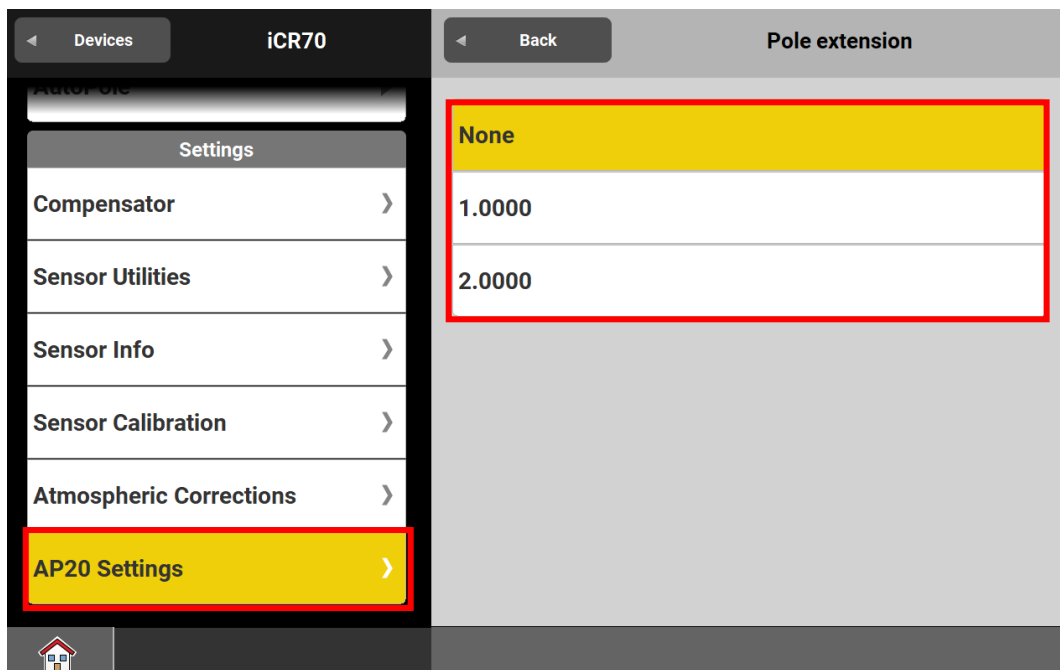 Devices
iCR70
AutoPole
Settings
Compensator
Sensor Utilities
Sensor Info
Sensor Calibration
Atmospheric Corrections
AP20 Settings
Back
Pole extension
None
1.0000
2.0000